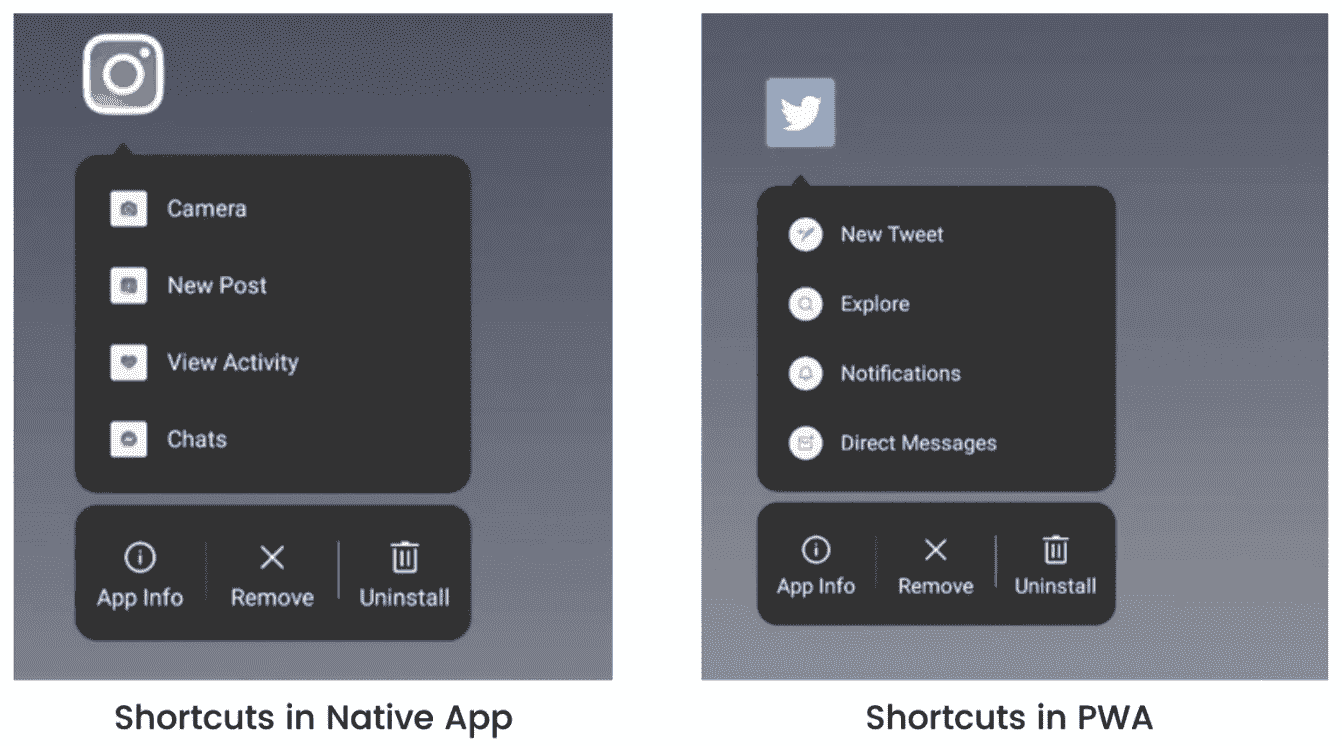 Camera
New Post
View Activity
Chats
App Info Remove Uninstall
Shortcuts in Native App
New Tweet
Explore
Notifications
Direct Messages
App Info Remove Uninstall
Shortcuts in PWA